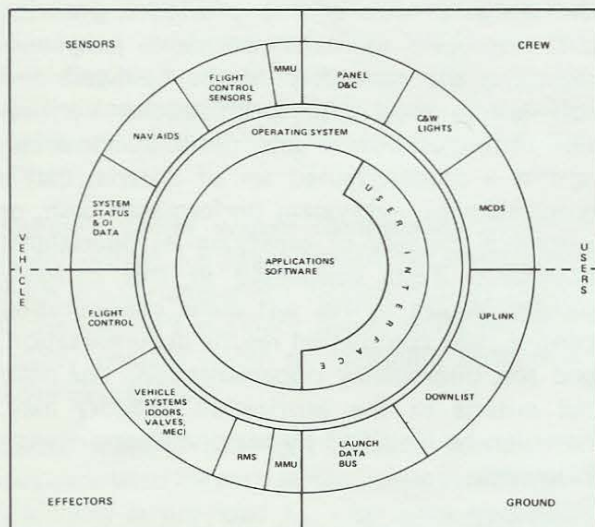 SENSORS
CREW
FLIGHT
CONTROL
SENSORS
MMU
PANEL
D&C
NAV AIDS
OPERATING SYSTEM
C&W
LIGHTS
SYSTEM
STATUS
& OI
DATA
MCDS
VEHICLE
USERS
APPLICATIONS
SOFTWARE
USER INTERFACE
FLIGHT
CONTROL
UPLINK
VEHICLE
SYSTEMS
(DOORS,
VALVES,
MEC)
DOWNLIST
RMS
MMU
LAUNCH
DATA
BUS
EFFECTORS
GROUND